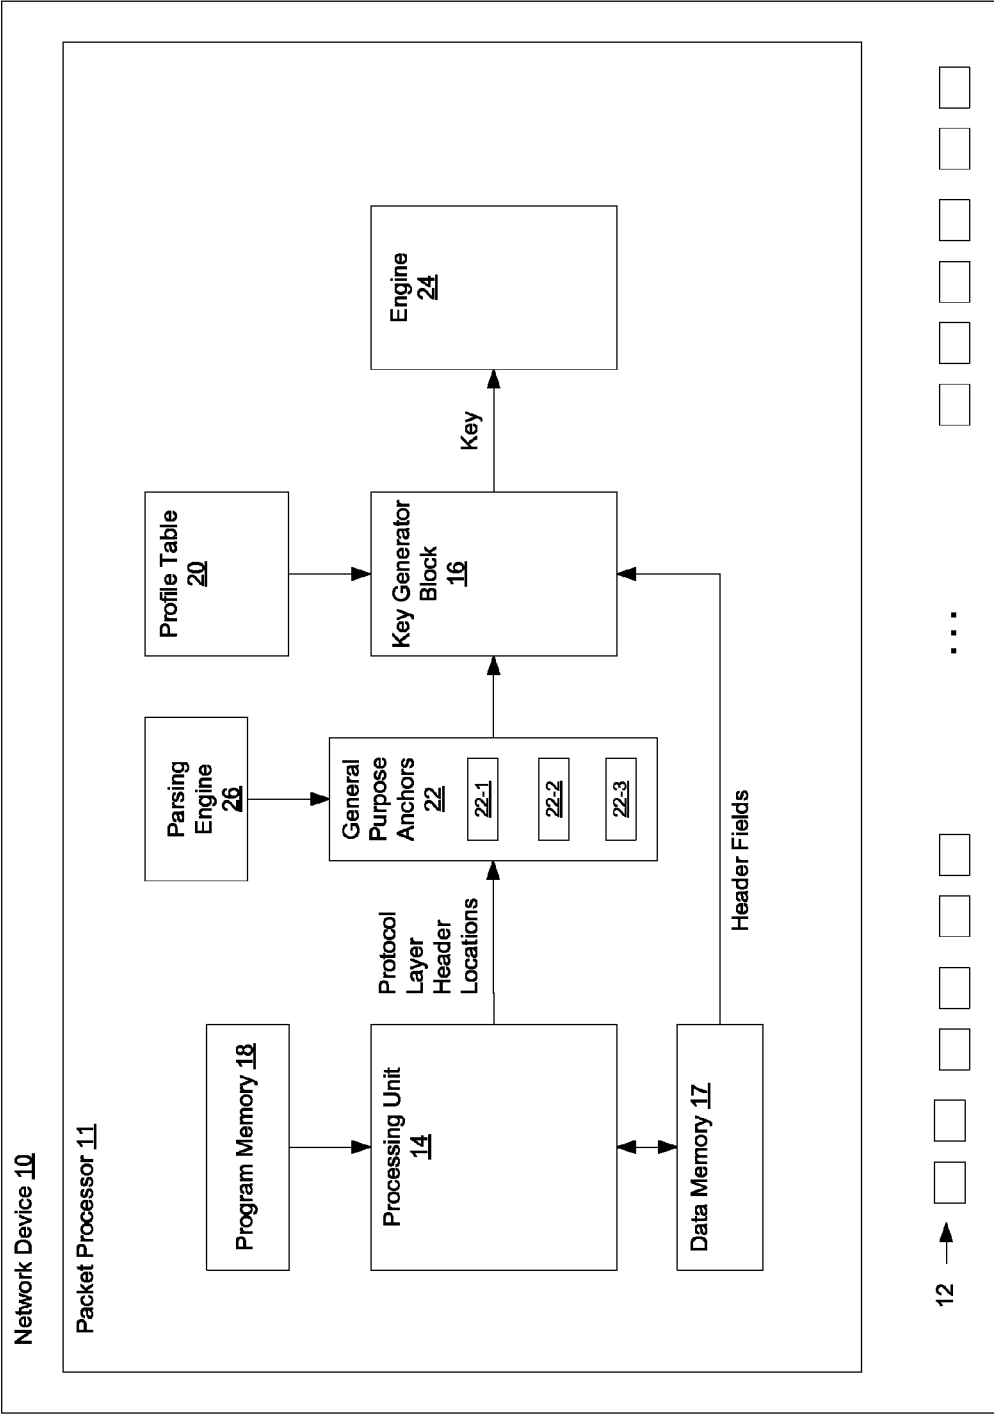 Network Device 10
Packet Processor 11
Program Memory 18
Parsing
Engine
26
Profile Table
20
Processing Unit
14
Protocol
Layer
Header
Locations
General
Purpose
Anchors
22
22-1
22-2
22-3
Key Generator
Block
16
Key
Engine
24
Data Memory 17
Header Fields
12
...